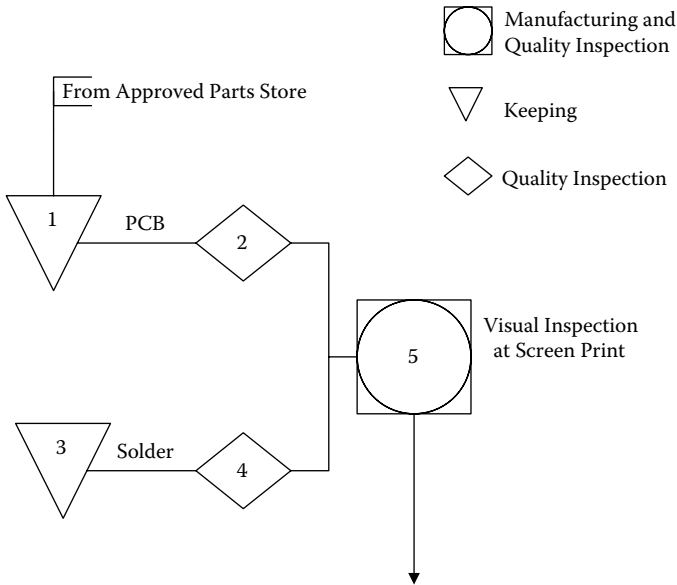 Manufacturing and
Quality Inspection
From Approved Parts Store
Keeping
Quality Inspection
1
PCB
2
Visual Inspection
at Screen Print
5
3
Solder
4